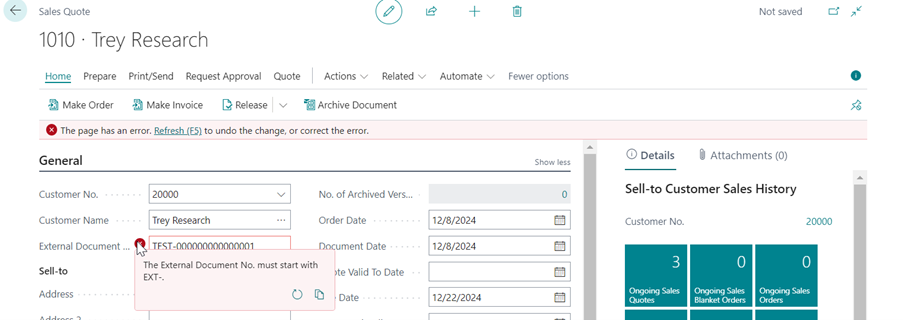 Sales Quote
Not saved
1010 · Trey Research
Home Prepare Print/Send Request Approval Quote Actions Related Automate Fewer options
Make Order Make Invoice Release Archive Document
The page has an error. Refresh (F5) to undo the change, or correct the error.
General
Show less
Customer No. 20000
Customer Name Trey Research
External Document ... TEST-000000000000001
The External Document No. must start with
EXT-.
Sell-to
Address
Address 2
No. of Archived Vers... 0
Order Date 12/8/2024
Document Date 12/8/2024
Valid To Date
Date 12/22/2024
Details Attachments (0)
Sell-to Customer Sales History
Customer No. 20000
3 0 0
Ongoing Sales Quotes
Ongoing Sales Blanket Orders
Ongoing Sales Orders